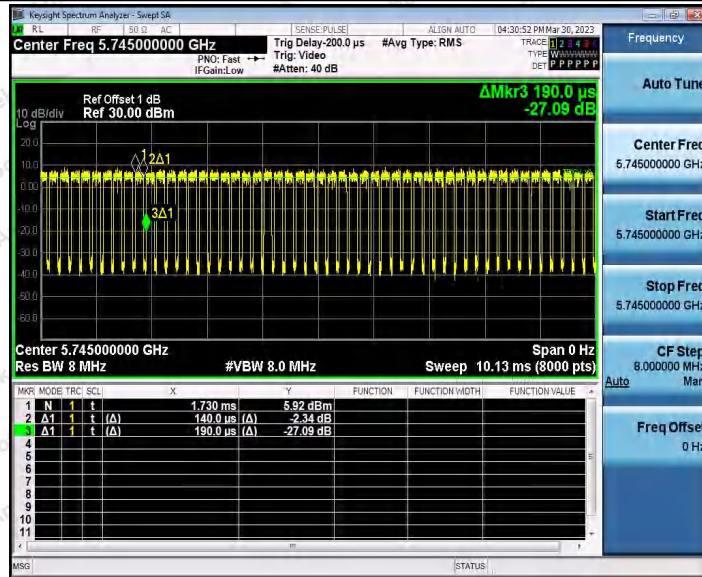 Keysight Spectrum Analyzer - Swept SA
RL RF 50 Ω AC SENSE:PULSE ALIGN AUTO 04:30:52 PM Mar 30, 2023
Center Freq 5.745000000 GHz Trig Delay-200.0 µs #Avg Type: RMS TRACE 1 2 3 4 5 6
PNO: Fast Trig: Video TYPE W
IFGain:Low #Atten: 40 dB DET P P P P P P
Frequency
Auto Tune
ΔMkr3 190.0 µs
-27.09 dB
Ref Offset 1 dB
10 dB/div Ref 30.00 dBm
Log
20.0
10.0
0.00
-10.0
-20.0
-30.0
-40.0
-50.0
-60.0
1 2Δ1
3Δ1
Center Freq
5.745000000 GHz
Start Freq
5.745000000 GHz
Stop Freq
5.745000000 GHz
Center 5.745000000 GHz Span 0 Hz
Res BW 8 MHz #VBW 8.0 MHz Sweep 10.13 ms (8000 pts)
CF Step
8.000000 MHz
Auto Man
Freq Offset
0 Hz
MKR MODE TRC SCL X Y FUNCTION FUNCTION WIDTH FUNCTION VALUE
1 N 1 t 1.730 ms 5.92 dBm
2 Δ1 1 t (Δ) 140.0 µs (Δ) -2.34 dB
3 Δ1 1 t (Δ) 190.0 µs (Δ) -27.09 dB
4
5
6
7
8
9
10
11
MSG STATUS